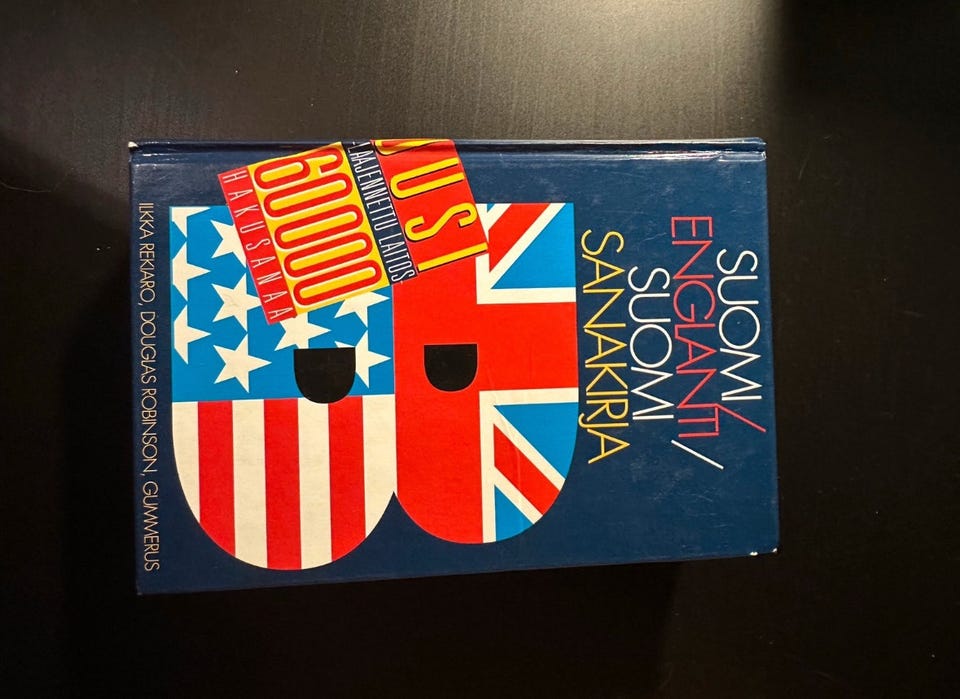 SUOMI/
ENGLANTI/
SUOMI
SANAKIRJA
UUSI
LAAJENNETTU LAITOS
60000
HAKUSANAA
ILKKA REKIARO, DOUGLAS ROBINSON, GUMMERUS